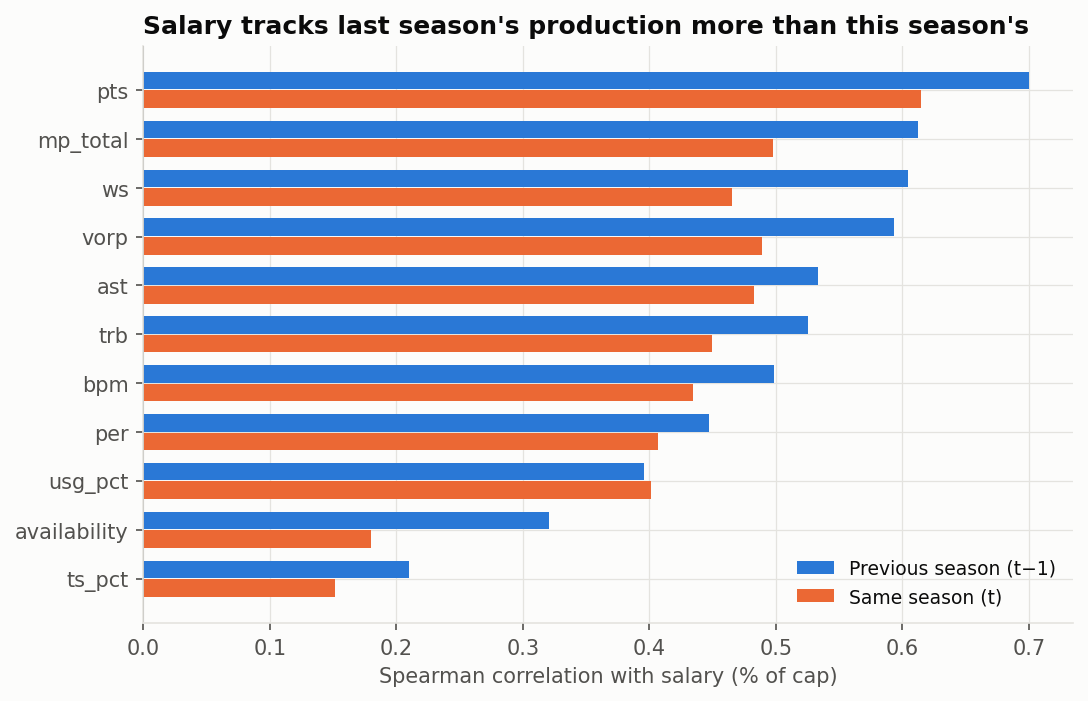 Salary tracks last season's production more than this season's
pts
mp_total
ws
vorp
ast
trb
bpm
per
usg_pct
availability
ts_pct
Previous season (t−1)
Same season (t)
0.0 0.1 0.2 0.3 0.4 0.5 0.6 0.7
Spearman correlation with salary (% of cap)